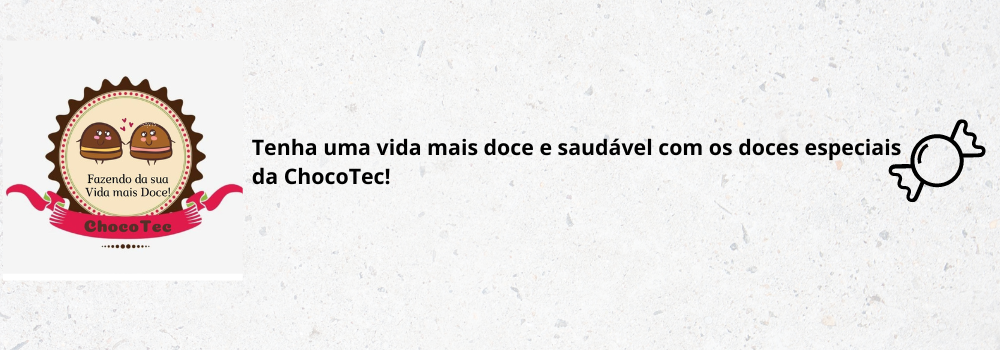 Fazendo da sua
Vida mais Doce!
ChocoTec
Tenha uma vida mais doce e saudável com os doces especiais
da ChocoTec!